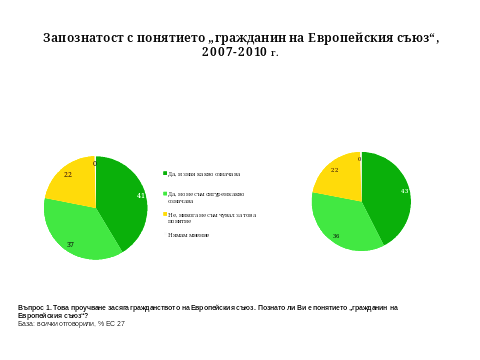 Запознатост с понятието „гражданин на Европейския съюз“,
2007-2010 г.
0
22
41
37
Да, и зная какво означава
Да, но не съм сигурен какво
означава
Не, никога не съм чувал за това
понятие
Нямам мнение
0
22
43
36
Въпрос 1. Това проучване засяга гражданството на Европейския съюз. Познато ли Ви е понятието „гражданин на
Европейския съюз“?
База: всички отговорили, % ЕС 27